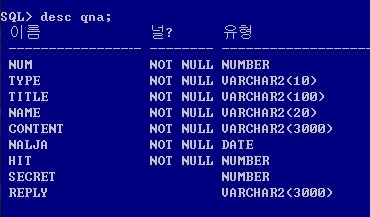 SQL> desc qna;
이름 널? 유형
----------------- -------- ----------------
NUM NOT NULL NUMBER
TYPE NOT NULL VARCHAR2(10)
TITLE NOT NULL VARCHAR2(100)
NAME NOT NULL VARCHAR2(20)
CONTENT NOT NULL VARCHAR2(3000)
NALJA NOT NULL DATE
HIT NOT NULL NUMBER
SECRET NUMBER
REPLY VARCHAR2(3000)